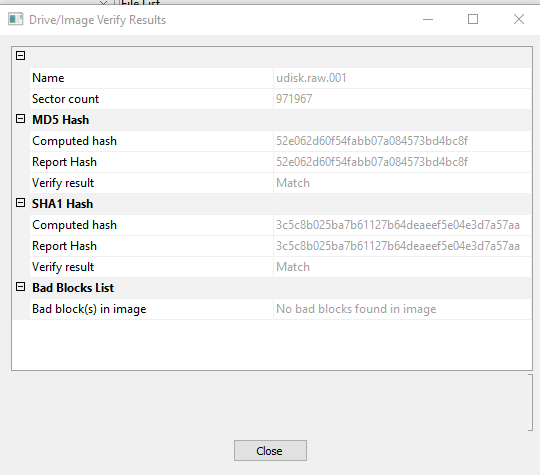 File List
Drive/Image Verify Results
Name udisk.raw.001
Sector count 971967
MD5 Hash
Computed hash 52e062d60f54fabb07a084573bd4bc8f
Report Hash 52e062d60f54fabb07a084573bd4bc8f
Verify result Match
SHA1 Hash
Computed hash 3c5c8b025ba7b61127b64deaeef5e04e3d7a57aa
Report Hash 3c5c8b025ba7b61127b64deaeef5e04e3d7a57aa
Verify result Match
Bad Blocks List
Bad block(s) in image No bad blocks found in image
Close